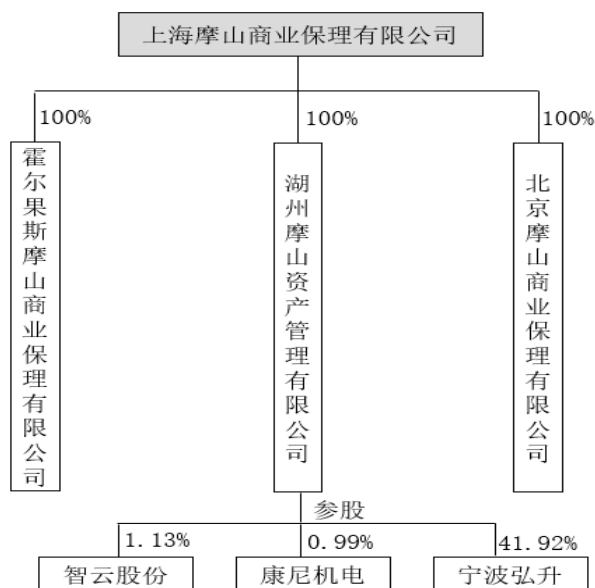 上海摩山商业保理有限公司
100%
100%
100%
霍尔果斯摩山商业保理有限公司
湖州摩山资产管理有限公司
北京摩山商业保理有限公司
参股
1.13%
0.99%
41.92%
智云股份
康尼机电
宁波弘升